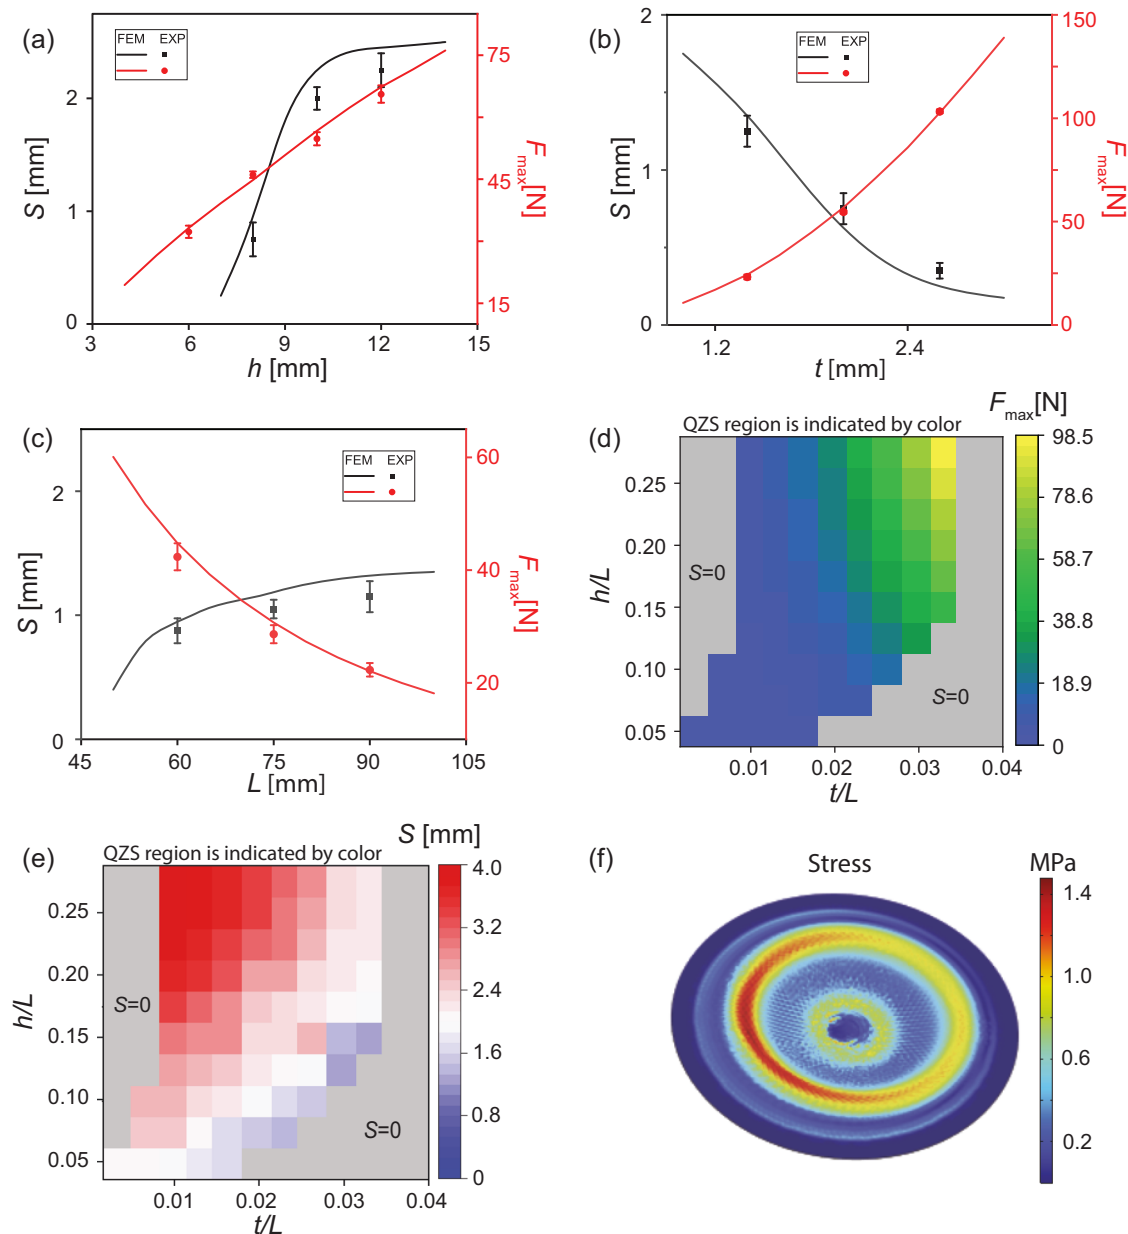 (a)
FEM EXP
S [mm]
2
1
0
3 6 9 12 15
h [mm]
75
45
15
Fmax[N]
(b)
FEM EXP
S [mm]
2
1
0
1.2 2.4
t [mm]
150
100
75
50
25
0
Fmax[N]
(c)
FEM EXP
S [mm]
2
1
0
45 60 75 90 105
L [mm]
60
40
20
Fmax[N]
(d)
QZS region is indicated by color
Fmax[N]
h/L
0.25
0.20
0.15
0.10
0.05
S=0
S=0
0.01 0.02 0.03 0.04
t/L
98.5
78.6
58.7
38.8
18.9
0
(e)
QZS region is indicated by color
S [mm]
h/L
0.25
0.20
0.15
0.10
0.05
S=0
S=0
0.01 0.02 0.03 0.04
t/L
4.0
3.2
2.4
1.6
0.8
0
(f)
Stress
MPa
1.4
1.0
0.6
0.2